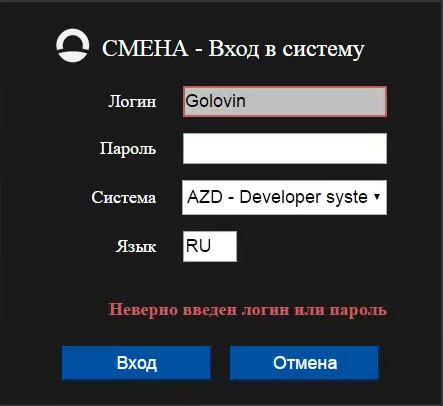 СМЕНА - Вход в систему
Логин Golovin
Пароль
Система AZD - Developer syste
Язык RU
Неверно введен логин или пароль
Вход Отмена